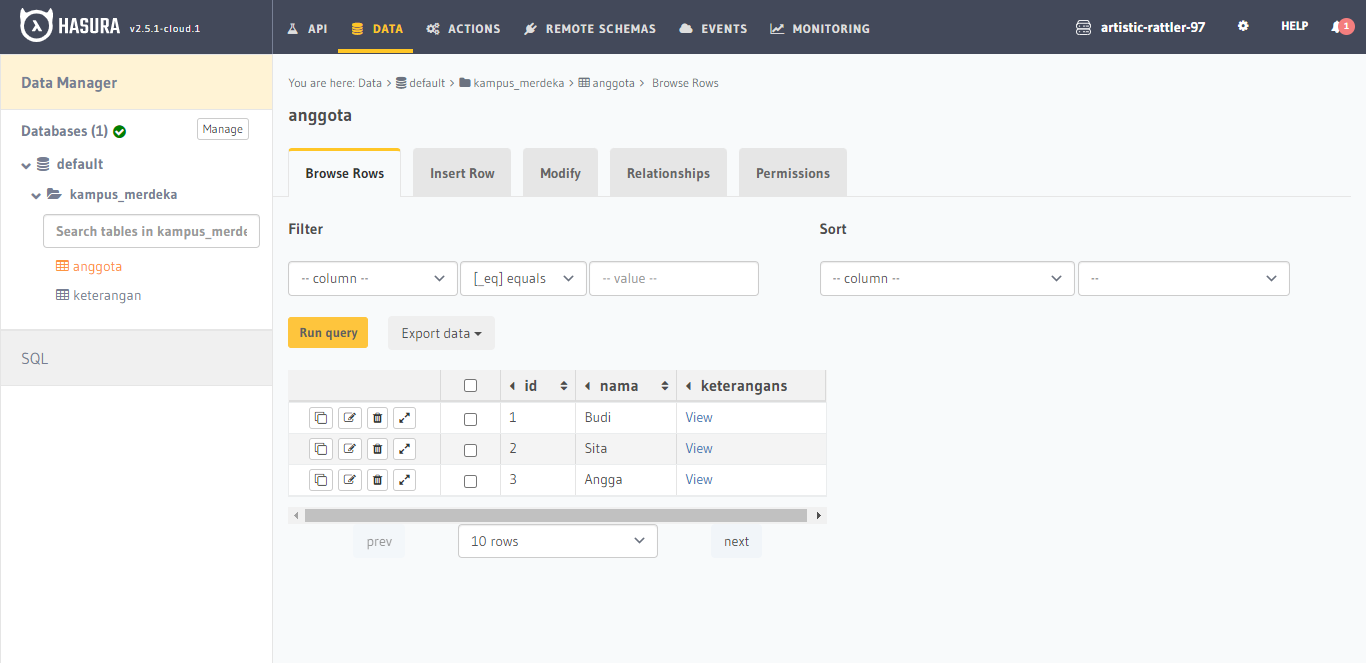 HASURA v2.5.1-cloud.1 API DATA ACTIONS REMOTE SCHEMAS EVENTS MONITORING artistic-rattler-97 HELP 1
Data Manager
Databases (1) Manage
default
kampus_merdeka
Search tables in kampus_merde
anggota
keterangan
SQL
You are here: Data > default > kampus_merdeka > anggota > Browse Rows
anggota
Browse Rows Insert Row Modify Relationships Permissions
Filter Sort
-- column -- [_eq] equals -- value -- -- column -- --
Run query Export data
id nama keterangans
1 Budi View
2 Sita View
3 Angga View
prev 10 rows next